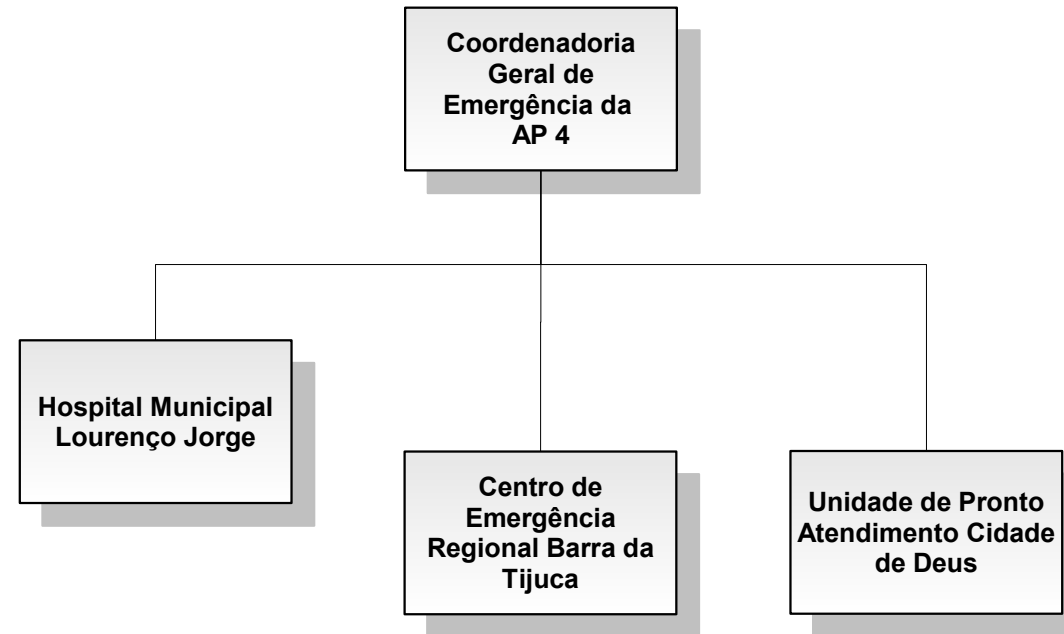 Coordenadoria
Geral de
Emergência da
AP 4
Hospital Municipal
Lourenço Jorge
Centro de
Emergência
Regional Barra da
Tijuca
Unidade de Pronto
Atendimento Cidade
de Deus